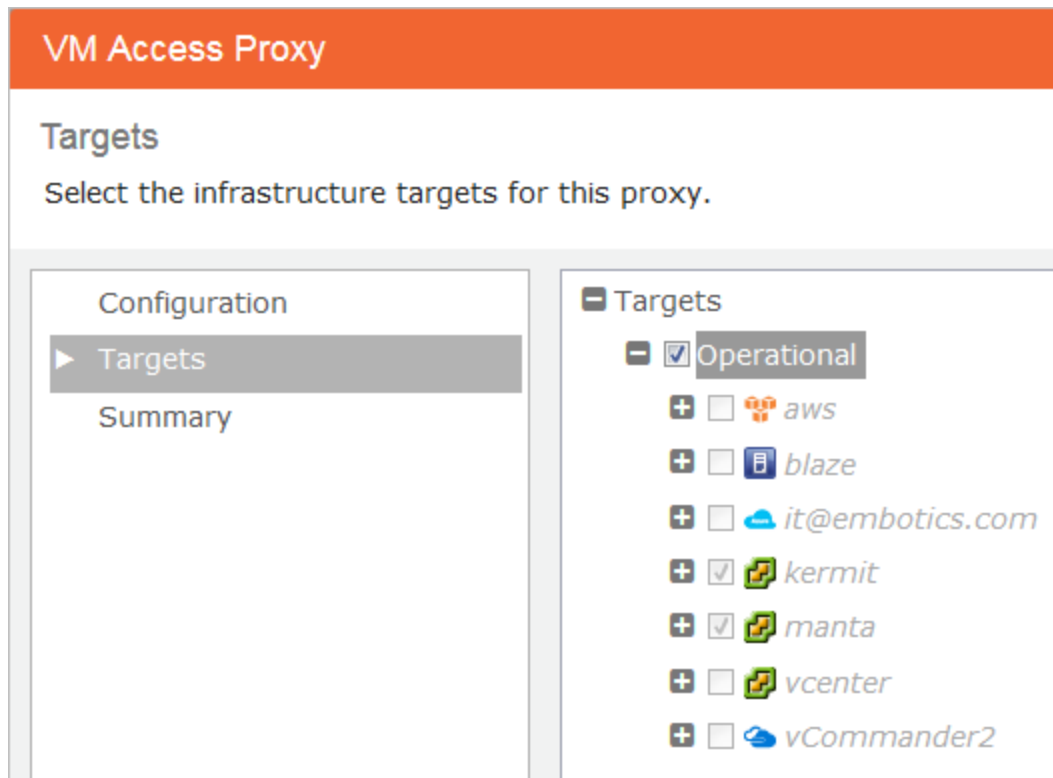 VM Access Proxy
Targets
Select the infrastructure targets for this proxy.
Configuration
Targets
Summary
Targets
Operational
aws
blaze
it@embotics.com
kermit
manta
vcenter
vCommander2